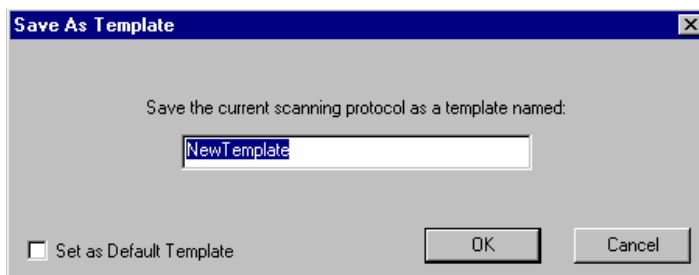 Save As Template
Save the current scanning protocol as a template named:
NewTemplate
Set as Default Template
OK
Cancel